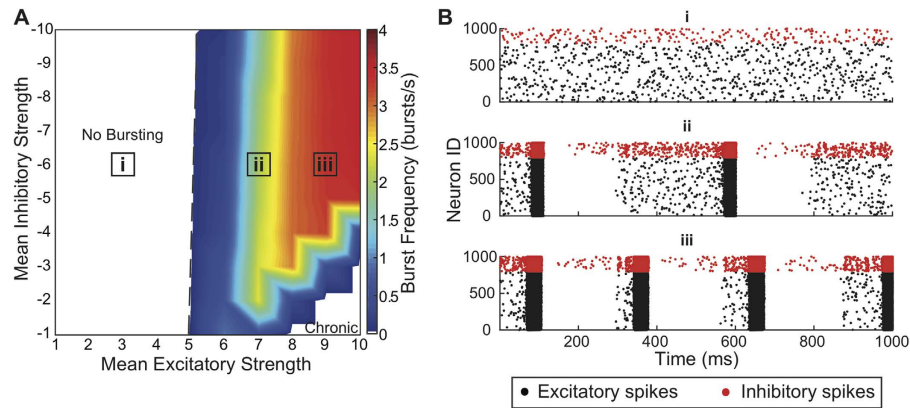 A
-10
-9
-8
-7
-6
-5
-4
-3
-2
-1
Mean Inhibitory Strength
No Bursting
i
ii
iii
Chronic
1 2 3 4 5 6 7 8 9 10
Mean Excitatory Strength
4
3.5
3
2.5
2
1.5
1
0.5
0
Burst Frequency (bursts/s)
B
i
1000
500
0
ii
1000
500
0
Neuron ID
iii
1000
500
0
200 400 600 800 1000
Time (ms)
Excitatory spikes Inhibitory spikes